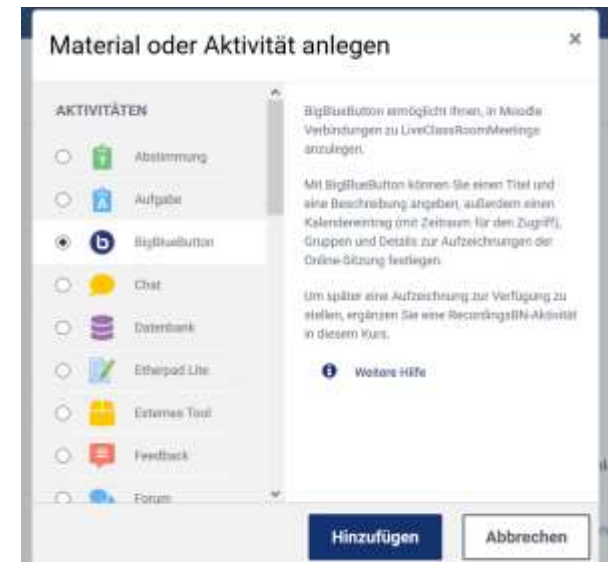 Material oder Aktivität anlegen
×
AKTIVITÄTEN
Abstimmung
Aufgabe
BigBlueButton
Chat
Datenbank
Etherpad Lite
Externes Tool
Feedback
Forum
BigBlueButton ermöglicht Ihnen, in Moodle
Verbindungen zu LiveClassRoomMeetings
anzulegen.
Mit BigBlueButton können Sie einen Titel und
eine Beschreibung angeben, außerdem einen
Kalendereintrag (mit Zeitraum für den Zugriff),
Gruppen und Details zur Aufzeichnungen der
Online-Sitzung festlegen.
Um später eine Aufzeichnung zur Verfügung zu
stellen, ergänzen Sie eine RecordingsBN-Aktivität
in diesem Kurs.
Weitere Hilfe
Hinzufügen
Abbrechen